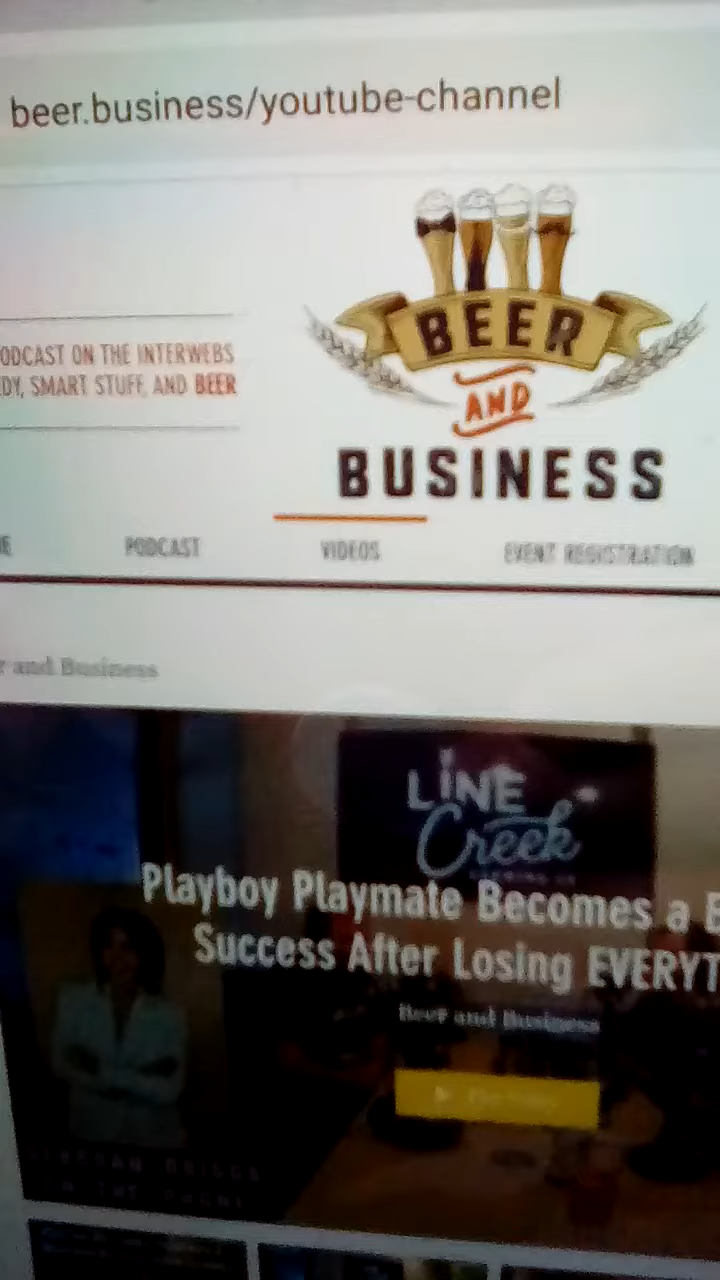 beer.business/youtube-channel
ODCAST ON THE INTERWEBS
DY, SMART STUFF, AND BEER
BEER
AND
BUSINESS
E
PODCAST
VIDEOS
EVENT REGISTRATION
r and Business
LINE
Creek
Playboy Playmate Becomes a B
Success After Losing EVERYT
Beer and Business